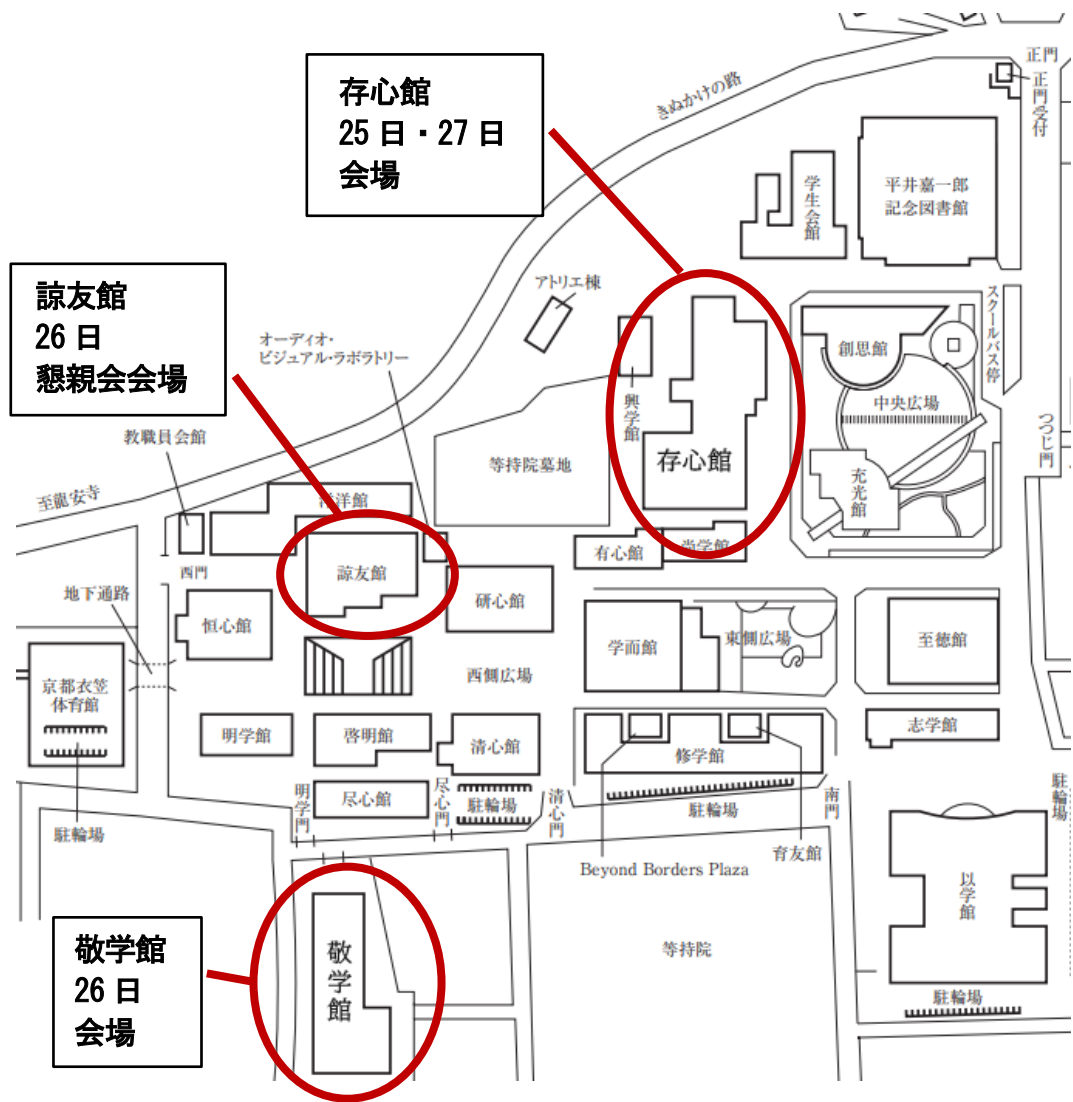 正門
正門受付
存心館
25 日・27 日
会場
きぬかけの路
学生会館
平井嘉一郎
記念図書館
諒友館
26 日
懇親会会場
アトリエ棟
スクールバス停
オーディオ・
ビジュアル・ラボラトリー
創思館
中央広場
興学館
つつじ門
教職員会館
等持院墓地
存心館
充光館
至龍安寺
洋洋館
尚学館
有心館
西門
諒友館
地下通路
研心館
恒心館
学而館
東側広場
至徳館
京都衣笠
体育館
西側広場
明学館
啓明館
清心館
志学館
修学館
明学門
尽心館
尽心門
駐輪場
清心門
駐輪場
南門
駐輪場
駐輪場
育友館
Beyond Borders Plaza
以学館
敬学館
26 日
会場
敬学館
等持院
駐輪場